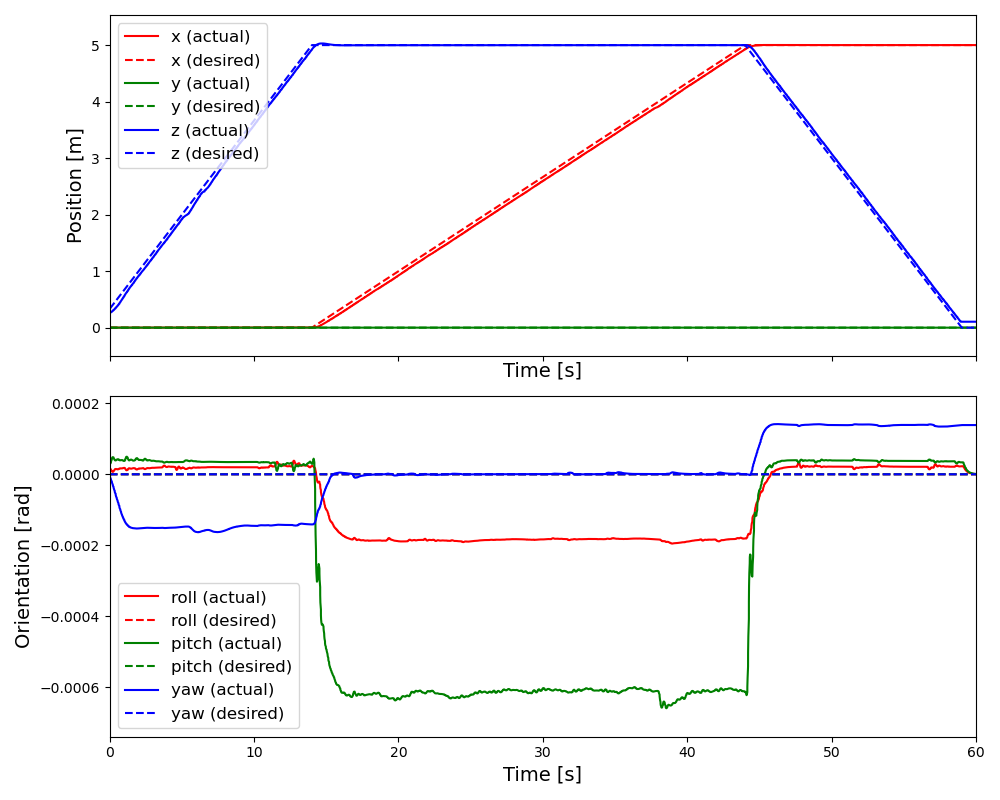 5
4
3
2
1
0
Position [m]
x (actual)
x (desired)
y (actual)
y (desired)
z (actual)
z (desired)
Time [s]
0.0002
0.0000
−0.0002
−0.0004
−0.0006
Orientation [rad]
roll (actual)
roll (desired)
pitch (actual)
pitch (desired)
yaw (actual)
yaw (desired)
0 10 20 30 40 50 60
Time [s]